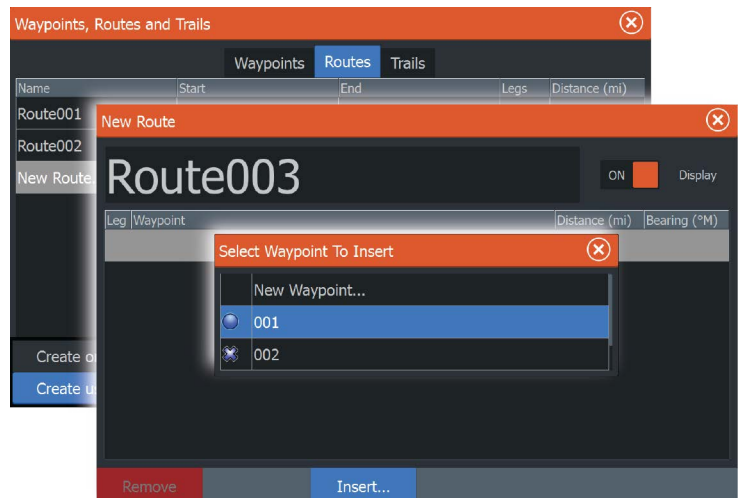 Waypoints, Routes and Trails
Waypoints Routes Trails
Name Start End Legs Distance (mi)
Route001
Route002
New Route
New Route
Route003
ON Display
Leg Waypoint Distance (mi) Bearing (°M)
Select Waypoint To Insert
New Waypoint...
001
002
Create
Create
Remove Insert...